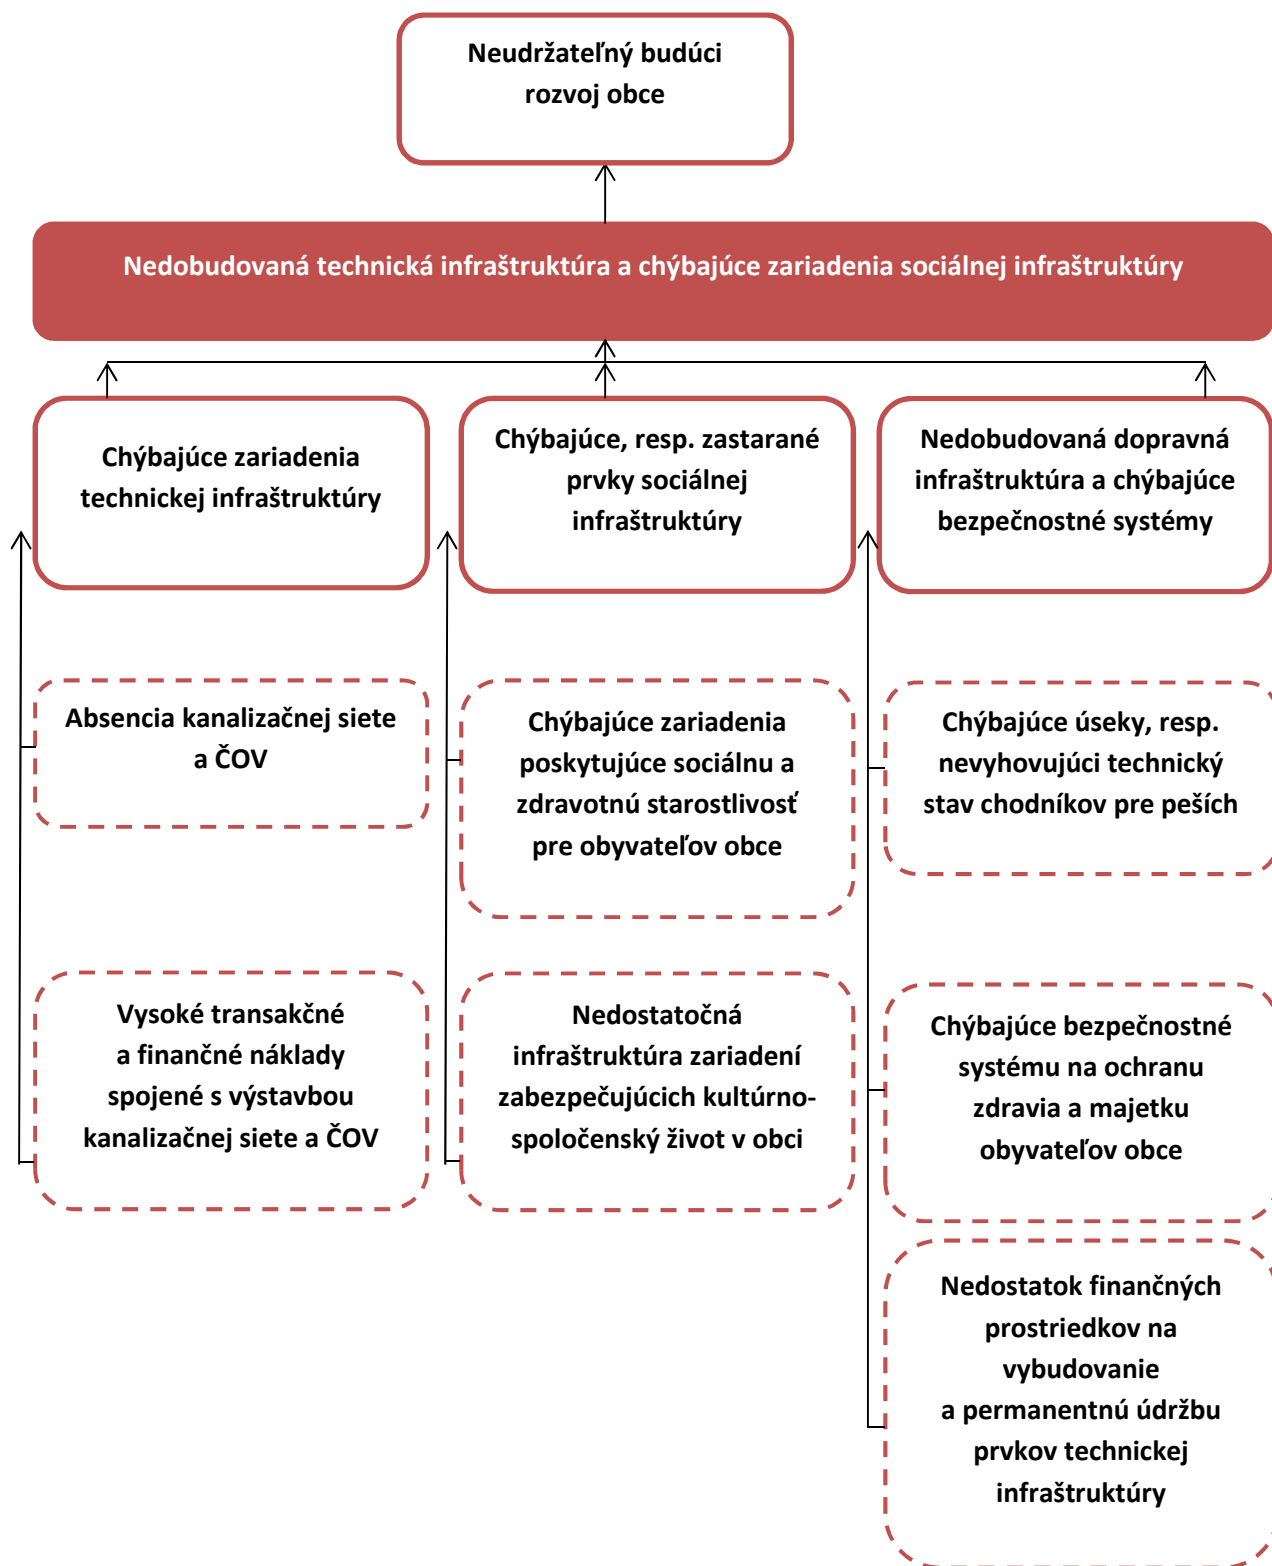 Neudržateľný budúci
rozvoj obce
Nedobudovaná technická infraštruktúra a chýbajúce zariadenia sociálnej infraštruktúry
Chýbajúce zariadenia
technickej infraštruktúry
Chýbajúce, resp. zastarané
prvky sociálnej
infraštruktúry
Nedobudovaná dopravná
infraštruktúra a chýbajúce
bezpečnostné systémy
Absencia kanalizačnej siete
a ČOV
Chýbajúce zariadenia
poskytujúce sociálnu a
zdravotnú starostlivosť
pre obyvateľov obce
Chýbajúce úseky, resp.
nevyhovujúci technický
stav chodníkov pre peších
Vysoké transakčné
a finančné náklady
spojené s výstavbou
kanalizačnej siete a ČOV
Nedostatočná
infraštruktúra zariadení
zabezpečujúcich kultúrno-
spoločenský život v obci
Chýbajúce bezpečnostné
systému na ochranu
zdravia a majetku
obyvateľov obce
Nedostatok finančných
prostriedkov na
vybudovanie
a permanentnú údržbu
prvkov technickej
infraštruktúry